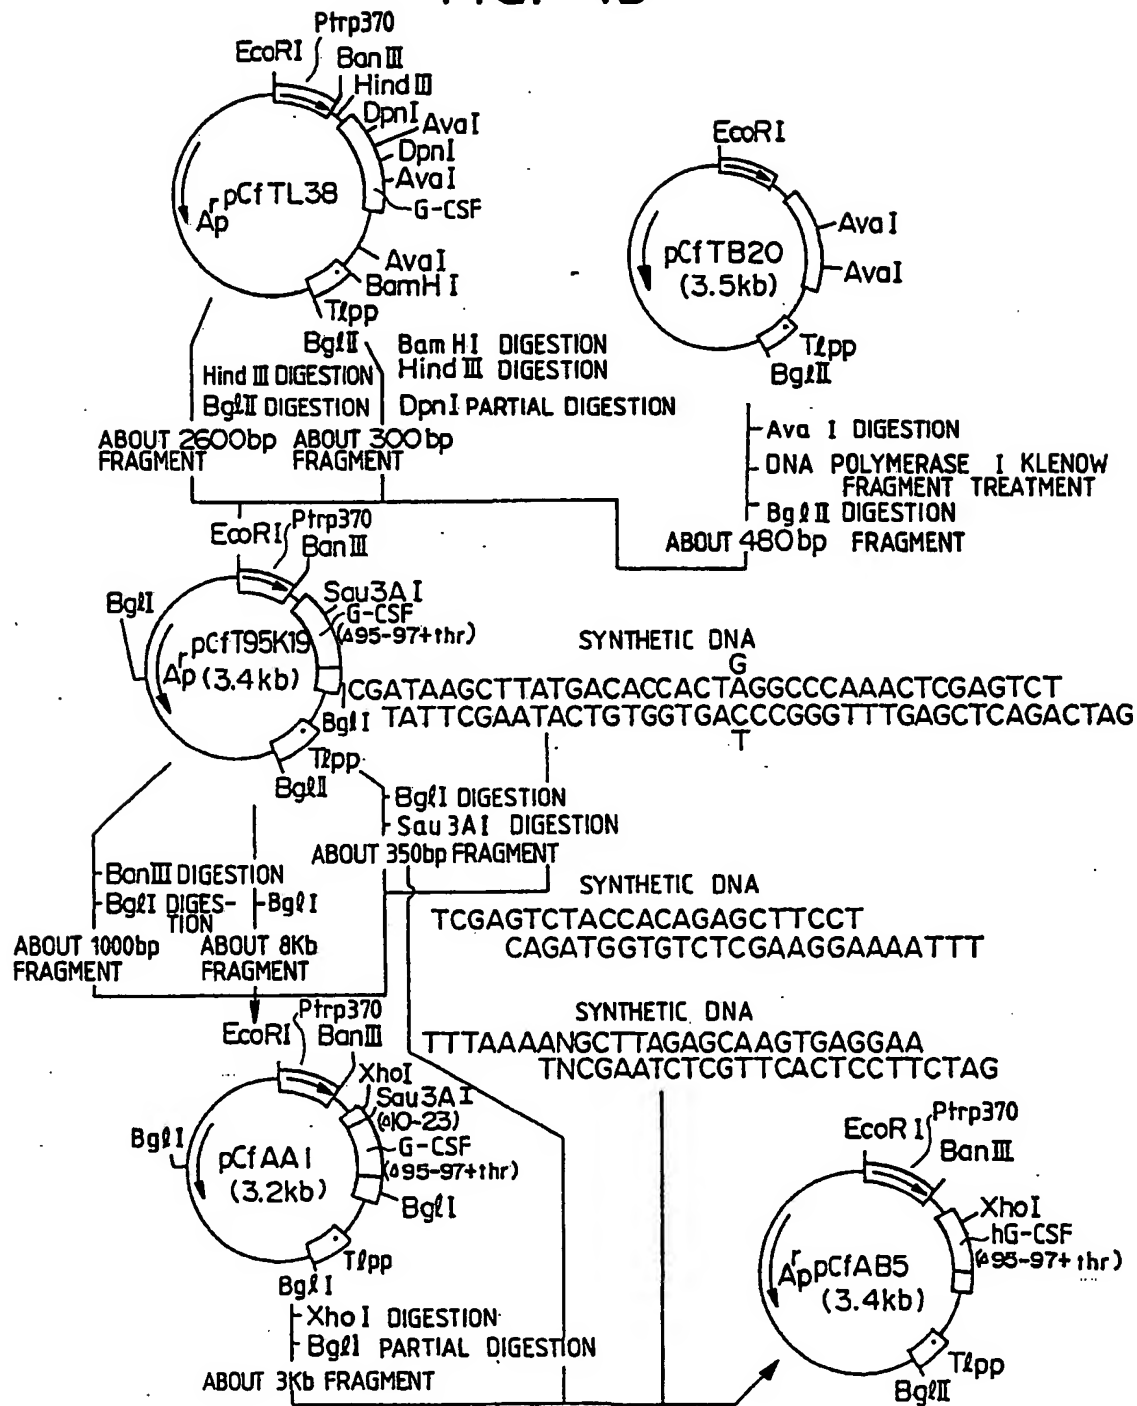 Ptrp370
EcoRI
BanIII
HindIII
DpnI
AvaI
DpnI
AvaI
G-CSF
pCfTL38
Apr
AvaI
BamHI
Tlpp
BglII
EcoRI
AvaI
pCfTB20
(3.5kb)
AvaI
Tlpp
BglII
HindIII DIGESTION
BglII DIGESTION
BamHI DIGESTION
HindIII DIGESTION
DpnI PARTIAL DIGESTION
ABOUT 2600bp
FRAGMENT
ABOUT 300bp
FRAGMENT
Ava I DIGESTION
DNA POLYMERASE I KLENOW
FRAGMENT TREATMENT
BglII DIGESTION
ABOUT 480bp FRAGMENT
EcoRI
Ptrp370
BanIII
BglI
Sau3AI
G-CSF
(Δ95-97+thr)
pCfT95K19
Apr (3.4kb)
BglI
Tlpp
BglII
SYNTHETIC DNA
G
CGATAAGCTTATGACACCACTAGGCCCAAACTCGAGTCT
TATTCGAATACTGTGGTGACCCGGGTTTGAGCTCAGACTAG
T
BglI DIGESTION
Sau3AI DIGESTION
ABOUT 350bp FRAGMENT
BanIII DIGESTION
BglI DIGES-
TION
BglI
ABOUT 1000bp
FRAGMENT
ABOUT 8Kb
FRAGMENT
SYNTHETIC DNA
TCGAGTCTACCACAGAGCTTCCT
CAGATGGTGTCTCGAAGGAAAATTT
SYNTHETIC DNA
TTTAAAANGCTTAGAGCAAGTGAGGAA
TNCGAATCTCGTTCACTCCTTCTAG
EcoRI
Ptrp370
BanIII
XhoI
Sau3AI
(Δ10-23)
G-CSF
(Δ95-97+thr)
BglI
pCfAA1
(3.2kb)
BglI
Tlpp
BglI
XhoI DIGESTION
BglI PARTIAL DIGESTION
ABOUT 3Kb FRAGMENT
EcoRI
Ptrp370
BanIII
XhoI
hG-CSF
(Δ95-97+thr)
Apr pCfAB5
(3.4kb)
Tlpp
BglII